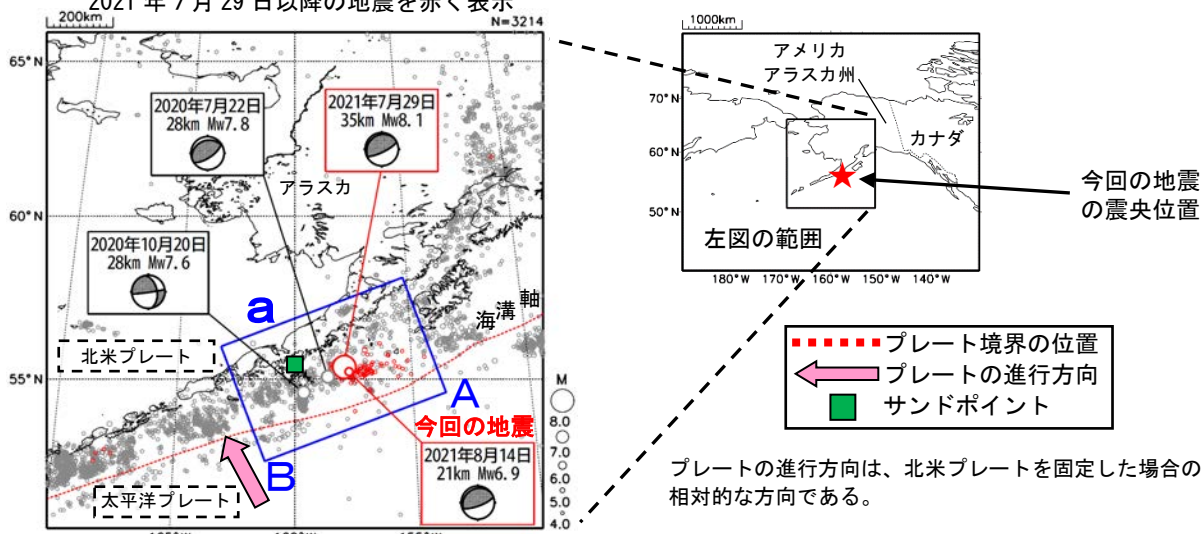 2021 年 7 月 29 日以降の地震を赤く表示
200km
N=3214
65°N
60°N
55°N
2020年7月22日
28km Mw7.8
2021年7月29日
35km Mw8.1
アラスカ
2020年10月20日
28km Mw7.6
a
北米プレート
海溝軸
A
今回の地震
B
太平洋プレート
2021年8月14日
21km Mw6.9
M
8.0
7.0
6.0
5.0
4.0
1000km
アメリカ
アラスカ州
カナダ
70°N
60°N
50°N
左図の範囲
180°W 170°W 160°W 150°W 140°W
今回の地震
の震央位置
プレート境界の位置
プレートの進行方向
サンドポイント
プレートの進行方向は、北米プレートを固定した場合の
相対的な方向である。